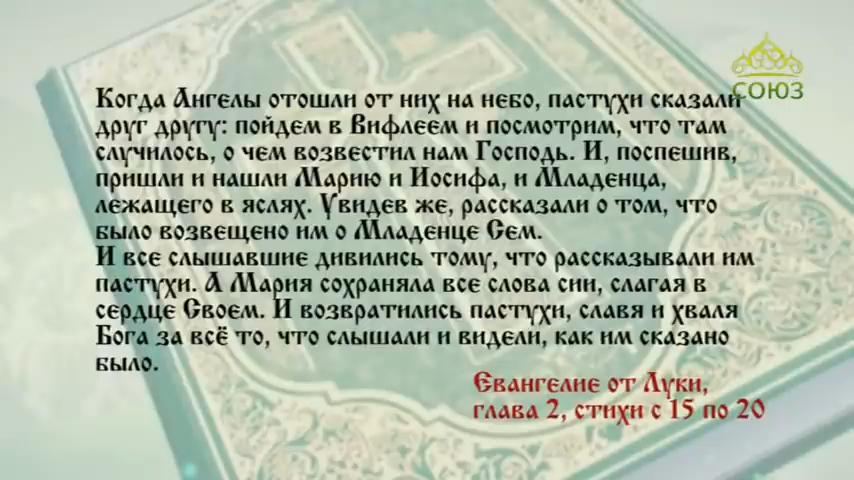 СОЮЗ
Когда Ангелы отошли от них на небо, пастухи сказали
друг другу: пойдем в Вифлеем и посмотрим, что там
случилось, о чем возвестил нам Господь. И, поспешив,
пришли и нашли Марию и Иосифа, и Младенца,
лежащего в яслях. Увидев же, рассказали о том, что
было возвещено им о Младенце Сем.
И все слышавшие дивились тому, что рассказывали им
пастухи. А Мария сохраняла все слова сии, слагая в
сердце Своем. И возвратились пастухи, славя и хваля
Бога за всё то, что слышали и видели, как им сказано
было.
Евангелие от Луки,
глава 2, стихи с 15 по 20